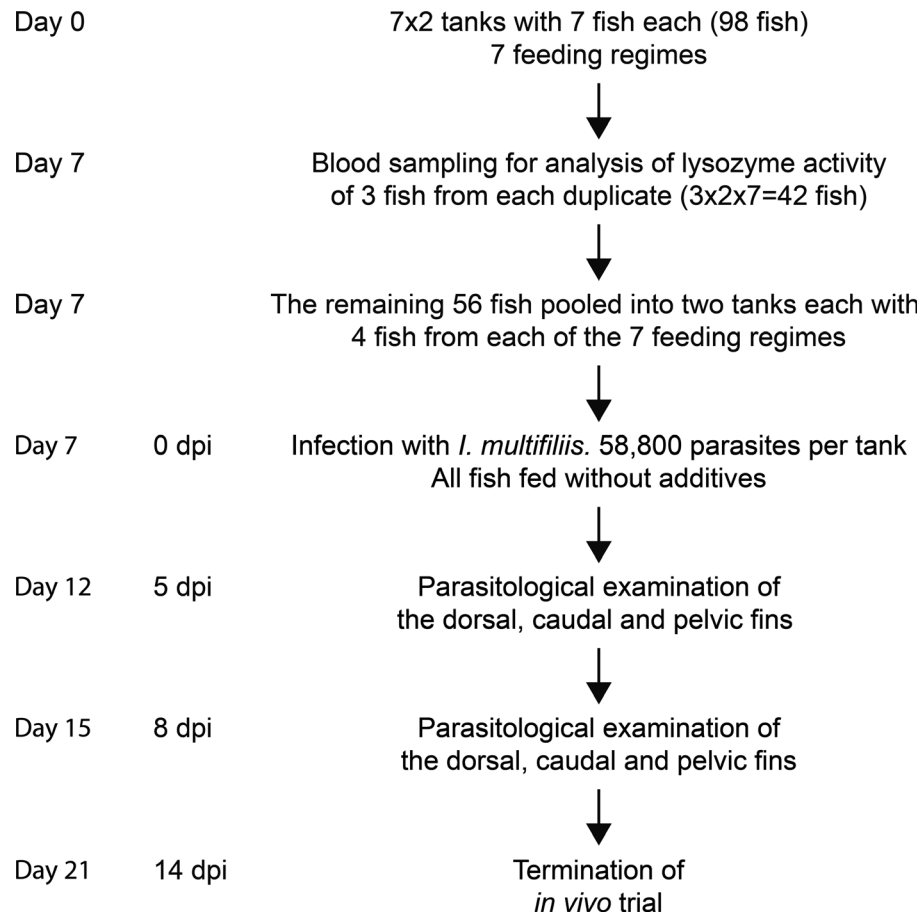 Day 0 7x2 tanks with 7 fish each (98 fish)
7 feeding regimes
Day 7 Blood sampling for analysis of lysozyme activity
of 3 fish from each duplicate (3x2x7=42 fish)
Day 7 The remaining 56 fish pooled into two tanks each with
4 fish from each of the 7 feeding regimes
Day 7 0 dpi Infection with I. multifiliis. 58,800 parasites per tank
All fish fed without additives
Day 12 5 dpi Parasitological examination of
the dorsal, caudal and pelvic fins
Day 15 8 dpi Parasitological examination of
the dorsal, caudal and pelvic fins
Day 21 14 dpi Termination of
in vivo trial